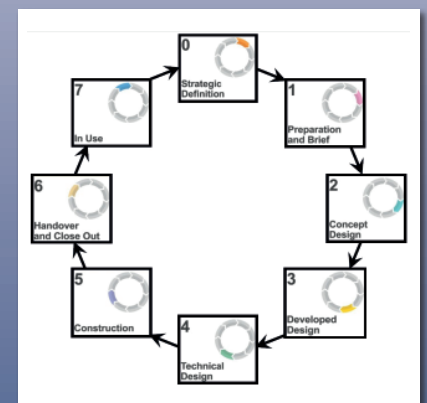 0
Strategic
Definition
1
Preparation
and Brief
2
Concept
Design
3
Developed
Design
4
Technical
Design
5
Construction
6
Handover
and Close Out
7
In Use